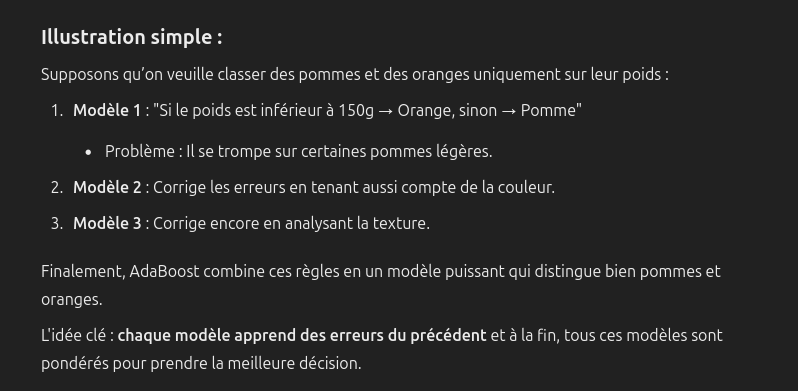 Illustration simple :
Supposons qu’on veuille classer des pommes et des oranges uniquement sur leur poids :
1. Modèle 1 : "Si le poids est inférieur à 150g → Orange, sinon → Pomme"
• Problème : Il se trompe sur certaines pommes légères.
2. Modèle 2 : Corrige les erreurs en tenant aussi compte de la couleur.
3. Modèle 3 : Corrige encore en analysant la texture.
Finalement, AdaBoost combine ces règles en un modèle puissant qui distingue bien pommes et
oranges.
L'idée clé : chaque modèle apprend des erreurs du précédent et à la fin, tous ces modèles sont
pondérés pour prendre la meilleure décision.